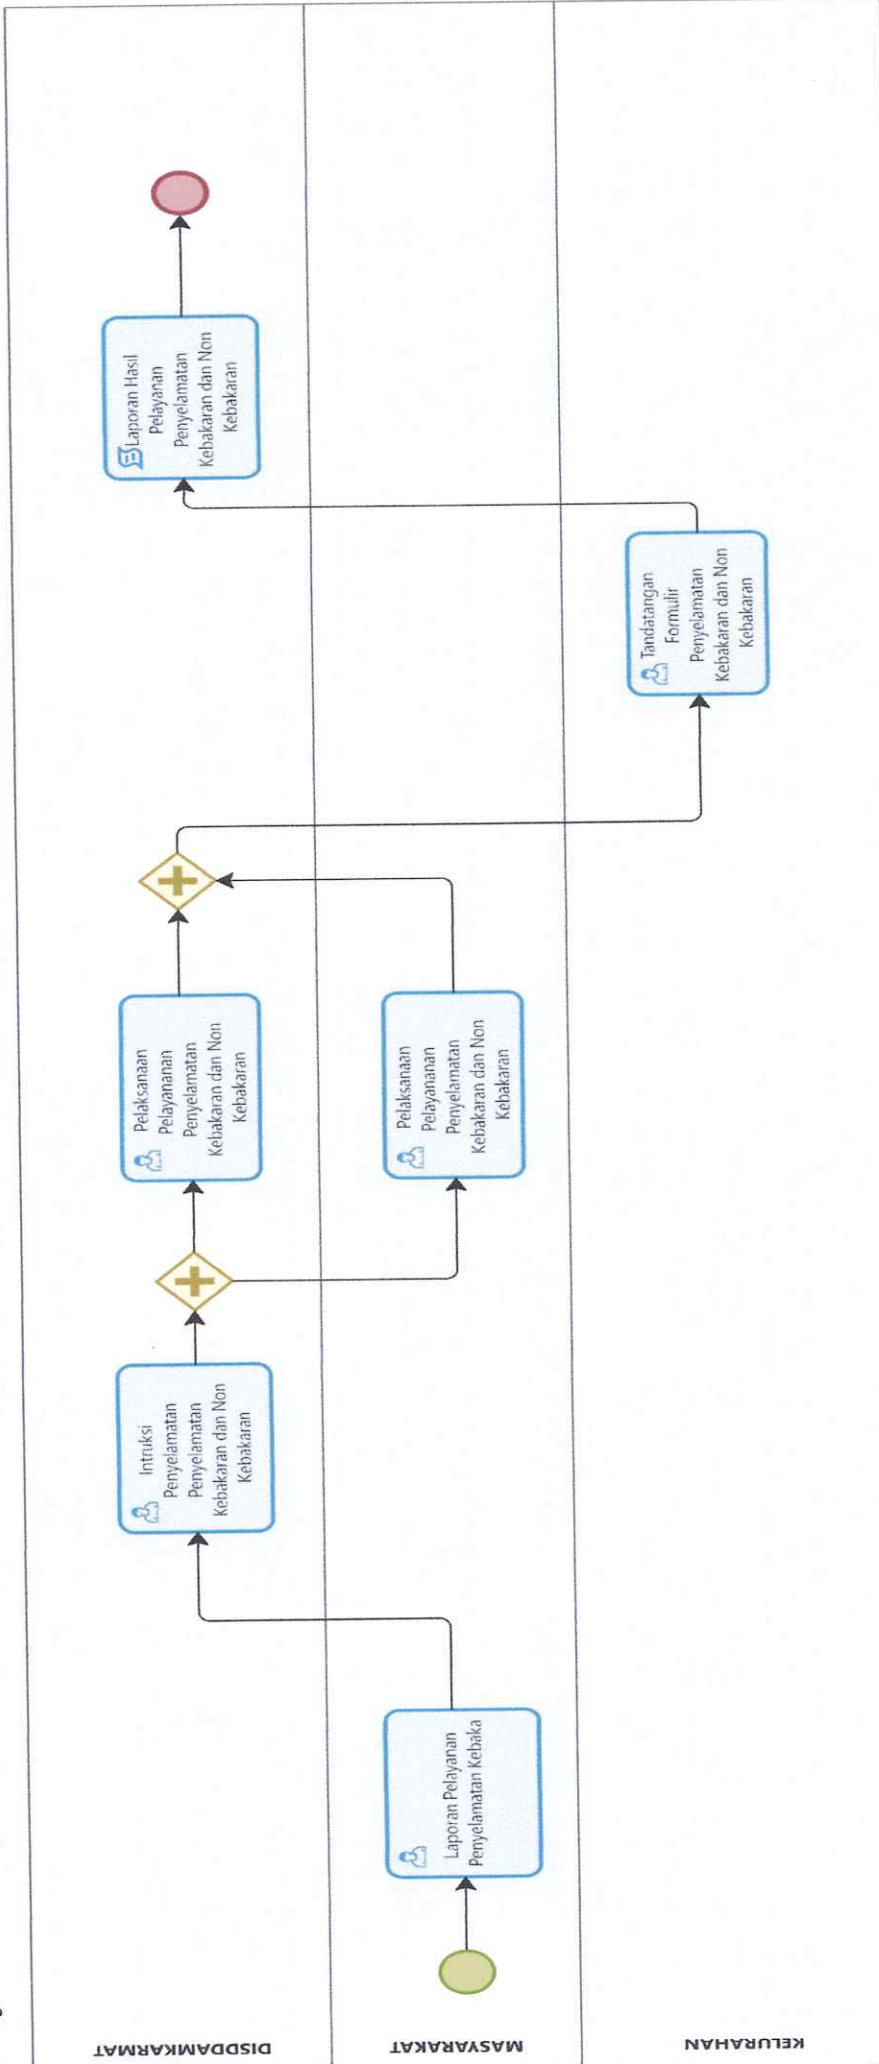 DISDDAMKARMAT
MASYARAKAT
KELURAHAN
Laporan Pelayanan
Penyelamatan Kebaka
Intruksi
Penyelamatan
Penyelamatan
Kebakaran dan Non
Kebakaran
Pelaksanaan
Pelayananan
Penyelamatan
Kebakaran dan Non
Kebakaran
Pelaksanaan
Pelayananan
Penyelamatan
Kebakaran dan Non
Kebakaran
Tandatangan
Formulir
Penyelamatan
Kebakaran dan Non
Kebakaran
Laporan Hasil
Pelayanan
Penyelamatan
Kebakaran dan Non
Kebakaran